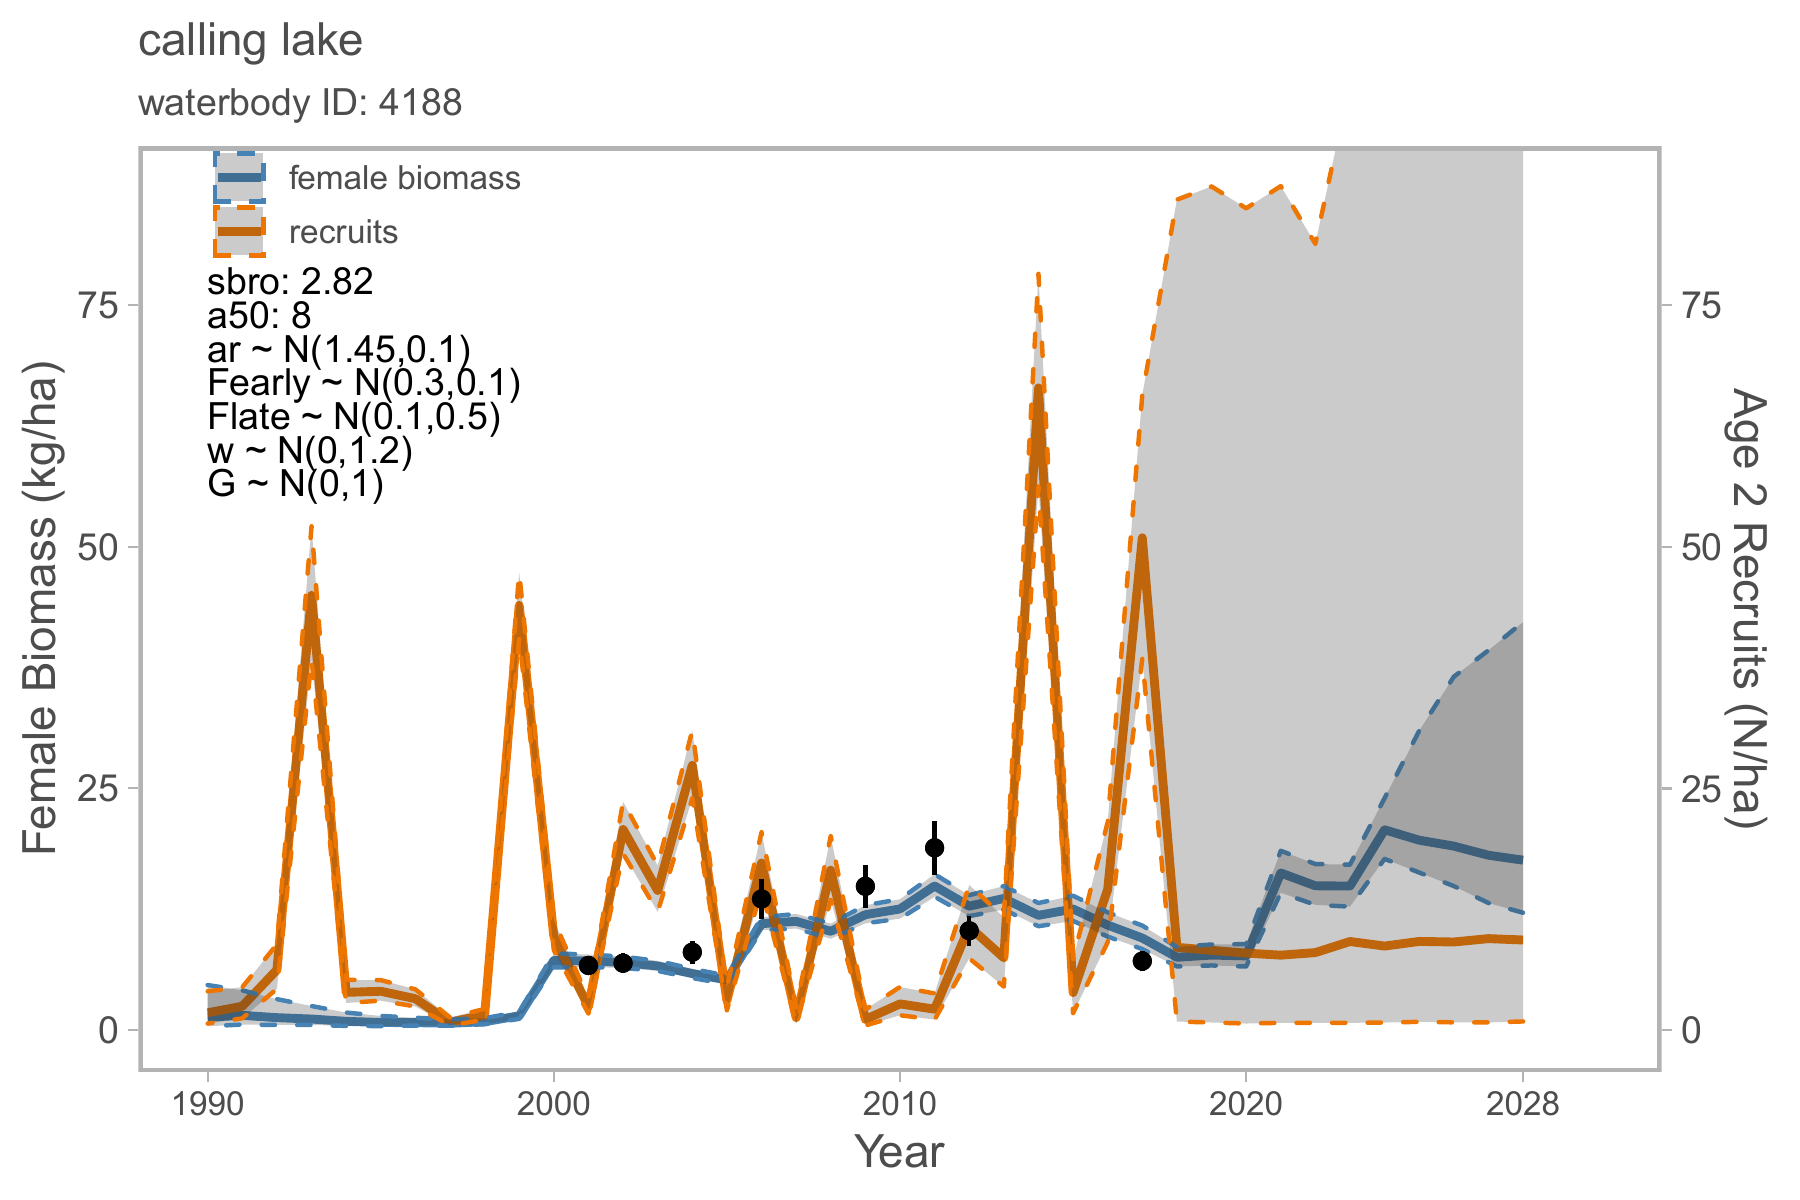 calling lake
waterbody ID: 4188
female biomass
recruits
sbro: 2.82
a50: 8
ar ~ N(1.45,0.1)
Fearly ~ N(0.3,0.1)
Flate ~ N(0.1,0.5)
w ~ N(0,1.2)
G ~ N(0,1)
Female Biomass (kg/ha)
75
50
25
0
75
50
25
0
Age 2 Recruits (N/ha)
1990
2000
2010
2020
2028
Year